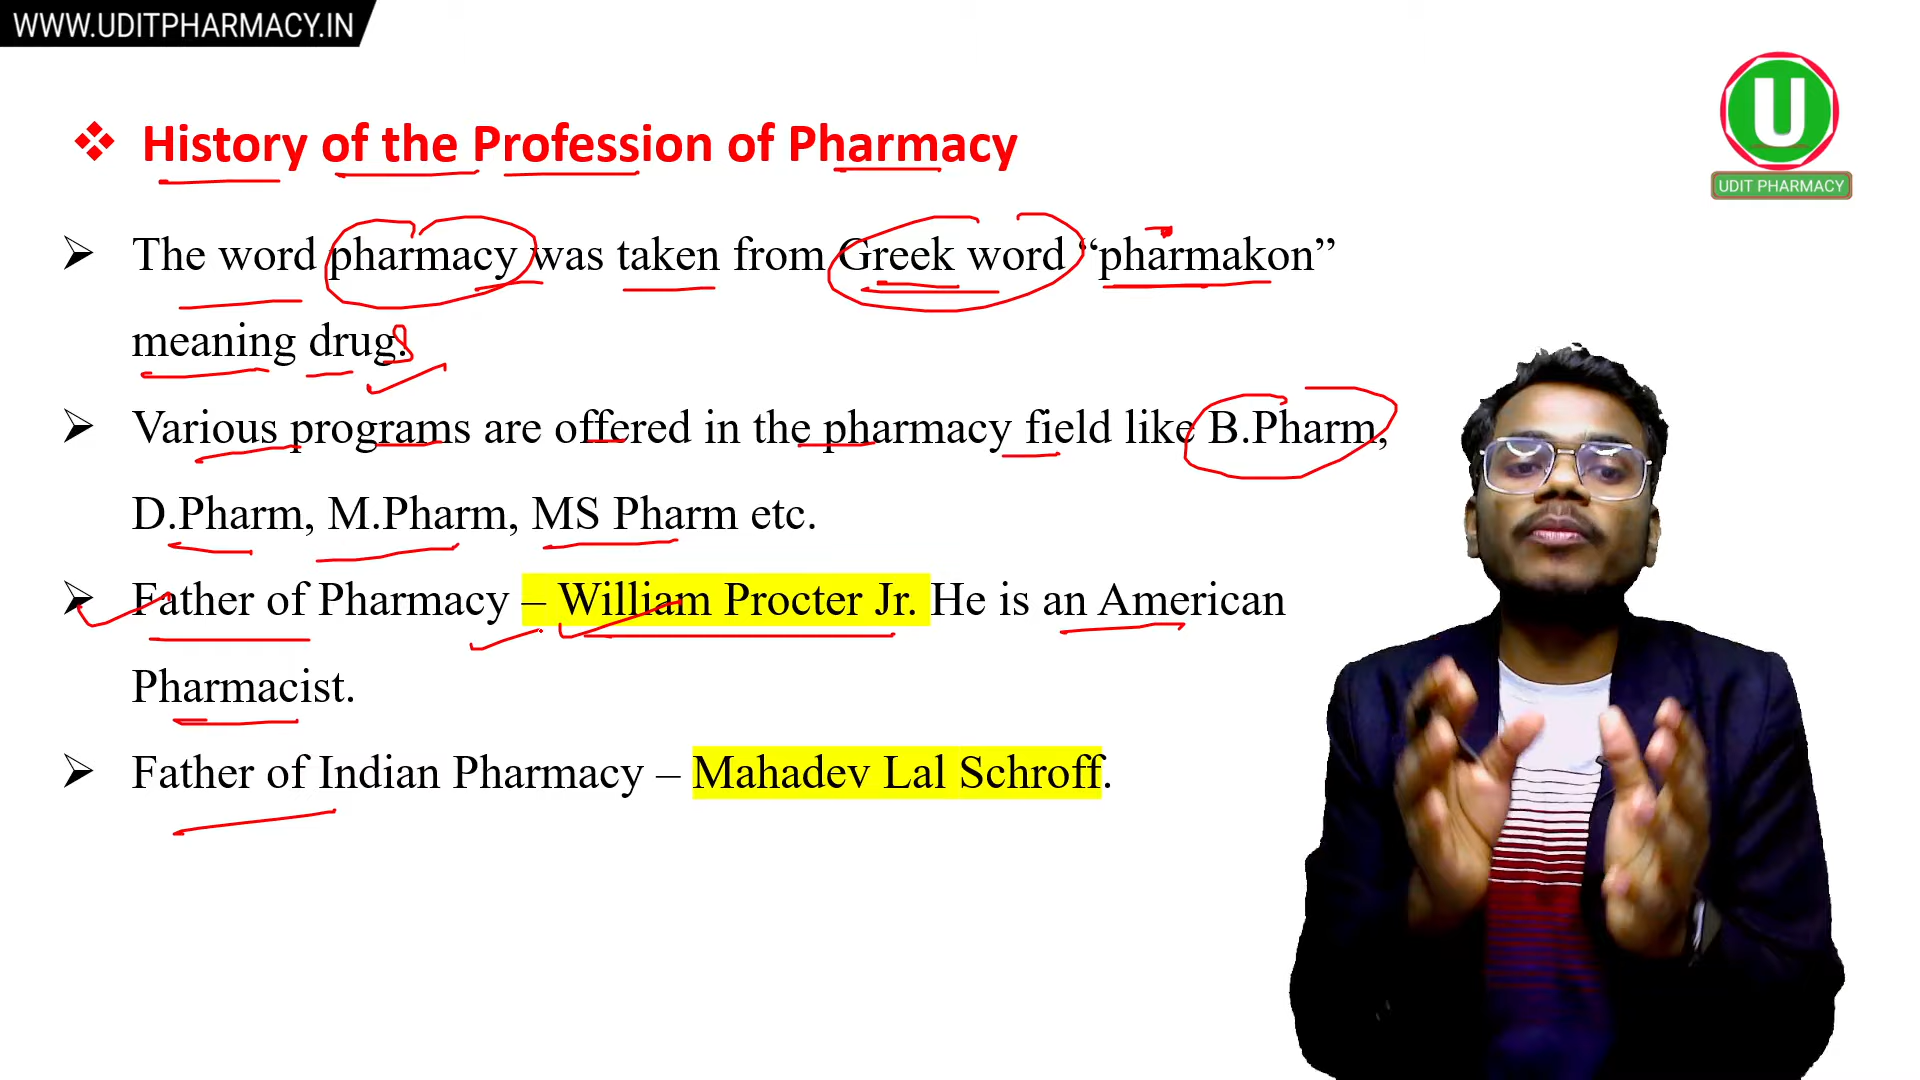 WWW.UDITPHARMACY.IN
U
UDIT PHARMACY
❖ History of the Profession of Pharmacy
➢ The word pharmacy was taken from Greek word “pharmakon”
meaning drug.
➢ Various programs are offered in the pharmacy field like B.Pharm,
D.Pharm, M.Pharm, MS Pharm etc.
➢ Father of Pharmacy – William Procter Jr. He is an American
Pharmacist.
➢ Father of Indian Pharmacy – Mahadev Lal Schroff.